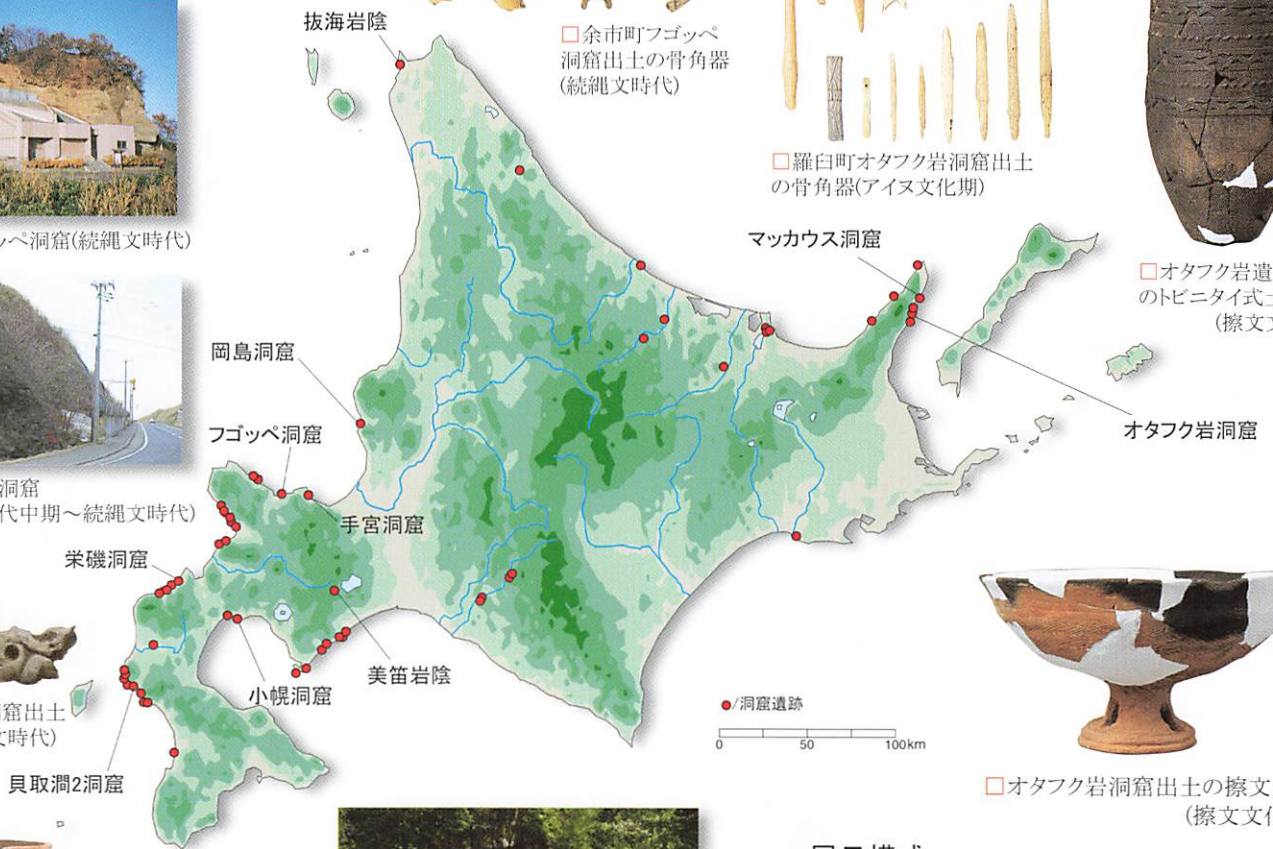 抜海岩陰
□余市町フゴッペ
洞窟出土の骨角器
(続縄文時代)
□羅臼町オタフク岩洞窟出土
の骨角器(アイヌ文化期)
ッペ洞窟(続縄文時代)
マッカウス洞窟
□オタフク岩遺
のトビニタイ式土
(擦文文
岡島洞窟
オタフク岩洞窟
フゴッペ洞窟
洞窟
代中期～続縄文時代)
手宮洞窟
栄磯洞窟
美笛岩陰
小幌洞窟
窟出土
文時代)
●/洞窟遺跡
0 50 100km
貝取澗2洞窟
□オタフク岩洞窟出土の擦文
(擦文文化